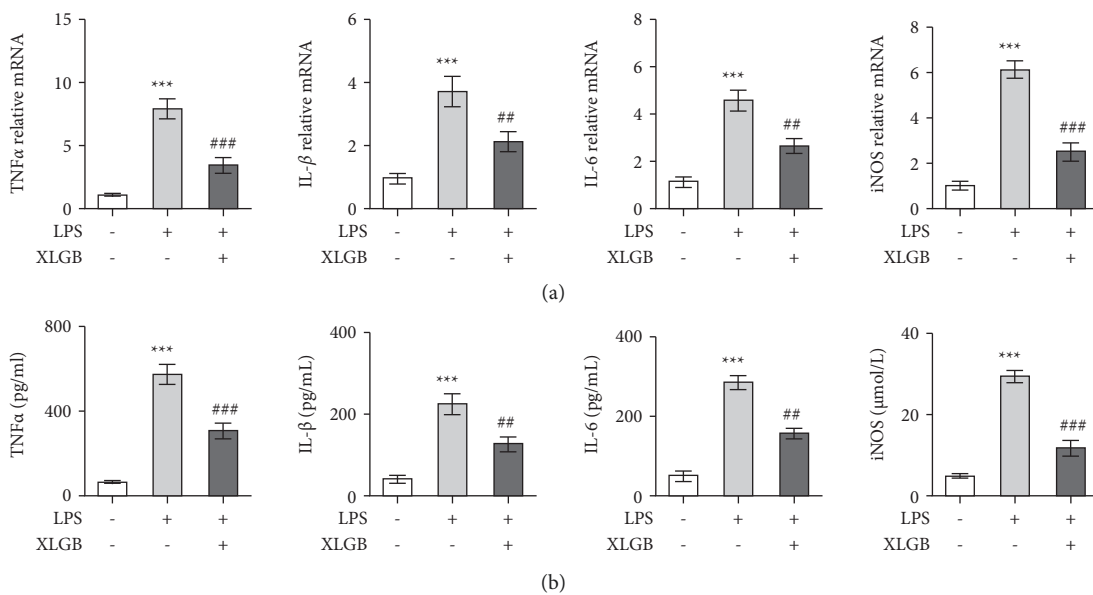 TNFα relative mRNA
15
10
5
0
***
###
LPS - + +
XLGB - - +
IL-β relative mRNA
6
4
2
0
***
##
- + +
- - +
IL-6 relative mRNA
8
6
4
2
0
***
##
LPS - + +
XLGB - - +
iNOS relative mRNA
8
6
4
2
0
***
###
LPS - + +
XLGB - - +
(a)
TNFα (pg/ml)
800
400
0
***
###
LPS - + +
XLGB - - +
IL-β (pg/mL)
400
200
0
***
##
LPS - + +
XLGB - - +
IL-6 (pg/mL)
400
200
0
***
##
LPS - + +
XLGB - - +
iNOS (μmol/L)
40
20
0
***
###
LPS - + +
XLGB - - +
(b)